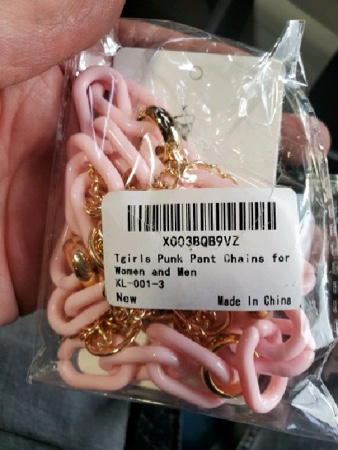 X003BQB9VZ
Tgirls Punk Pant Chains for
Women and Men
KL-001-3
New Made In China